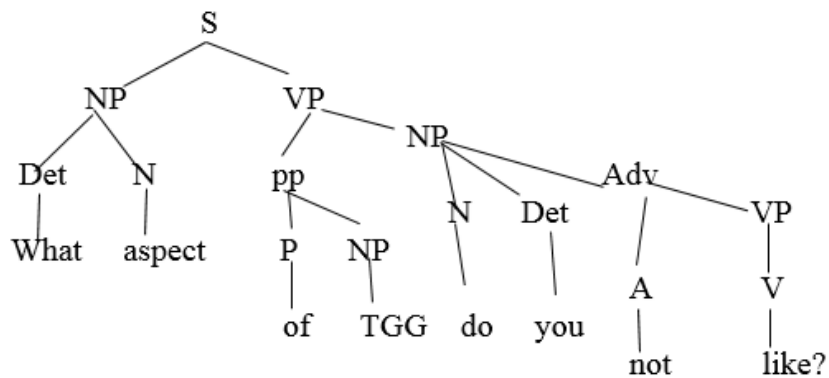 S
NP VP
NP
Det N pp Adv
N Det VP
What aspect P NP
A V
of TGG do you
not like?